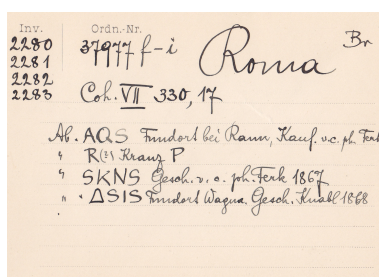 Inv. Ordn.-Nr.
2280 37977 f-i Roma Br
2281
2282
2283 Coh. VII 330, 17
Ab. AQS Fundort bei Rann, Kauf. v. c. ph. Ferk
" R(?) Kranz P
" SKNS Gesch. v. c. ph. Ferk 1867
" " ΔSIS Fundort Wagna. Gesch. Knabl 1868